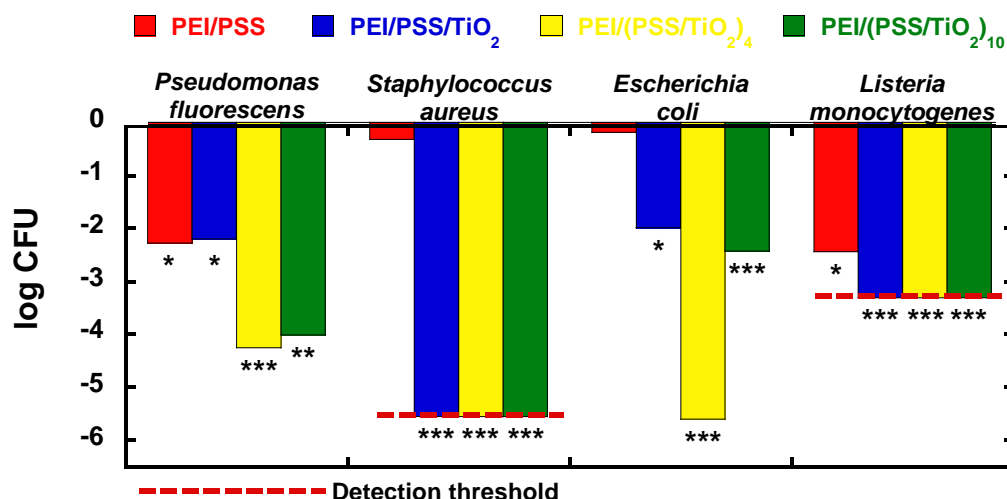 PEI/PSS PEI/PSS/TiO2 PEI/(PSS/TiO2)4 PEI/(PSS/TiO2)10
Pseudomonas fluorescens
Staphylococcus aureus
Escherichia coli
Listeria monocytogenes
log CFU
0
-1
-2
-3
-4
-5
-6
* * *** **
*** *** ***
* *** ***
* *** *** ***
Detection threshold